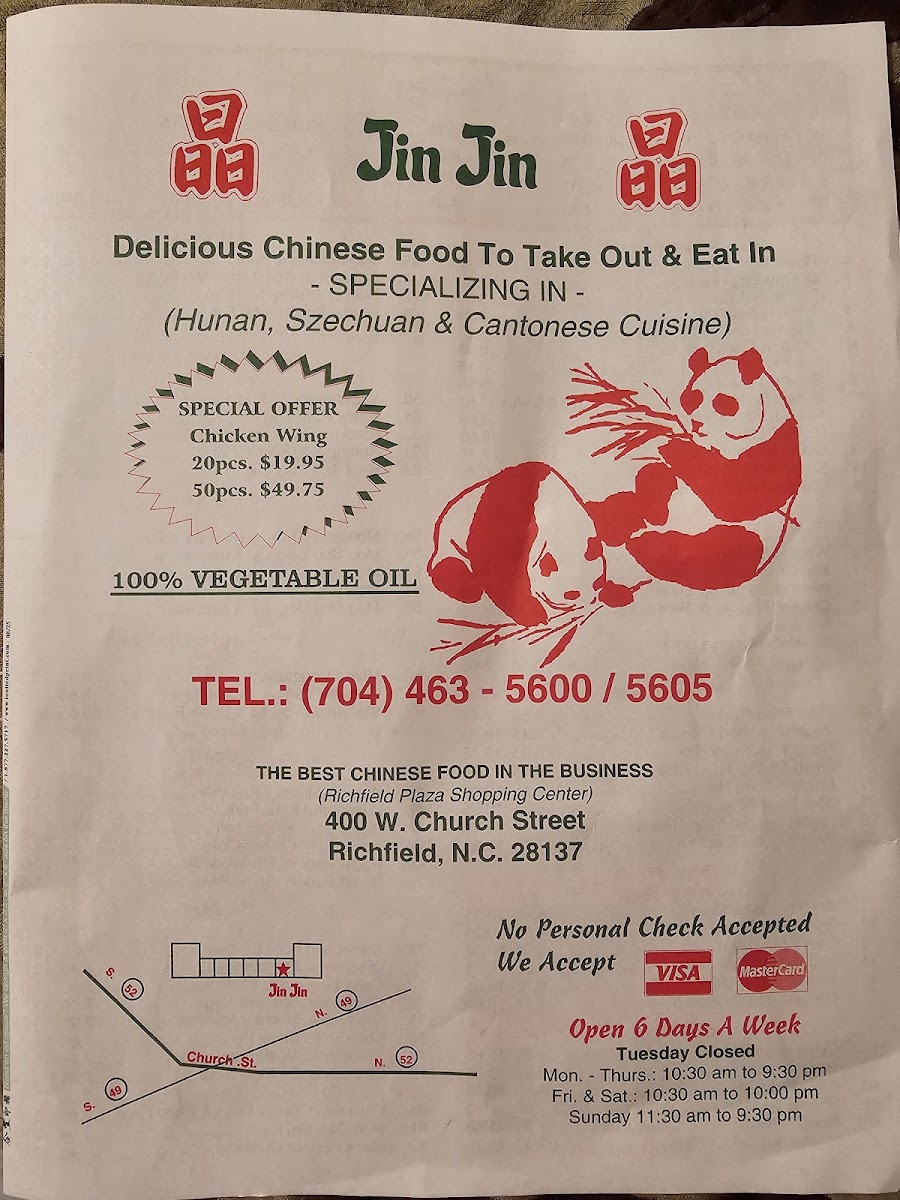 晶 Jin Jin 晶
Delicious Chinese Food To Take Out & Eat In
- SPECIALIZING IN -
(Hunan, Szechuan & Cantonese Cuisine)
SPECIAL OFFER
Chicken Wing
20pcs. $19.95
50pcs. $49.75
100% VEGETABLE OIL
TEL.: (704) 463 - 5600 / 5605
THE BEST CHINESE FOOD IN THE BUSINESS
(Richfield Plaza Shopping Center)
400 W. Church Street
Richfield, N.C. 28137
Jin Jin
S. 52
N. 49
Church .St.
N. 52
S. 49
No Personal Check Accepted
We Accept VISA MasterCard
Open 6 Days A Week
Tuesday Closed
Mon. - Thurs.: 10:30 am to 9:30 pm
Fri. & Sat.: 10:30 am to 10:00 pm
Sunday 11:30 am to 9:30 pm